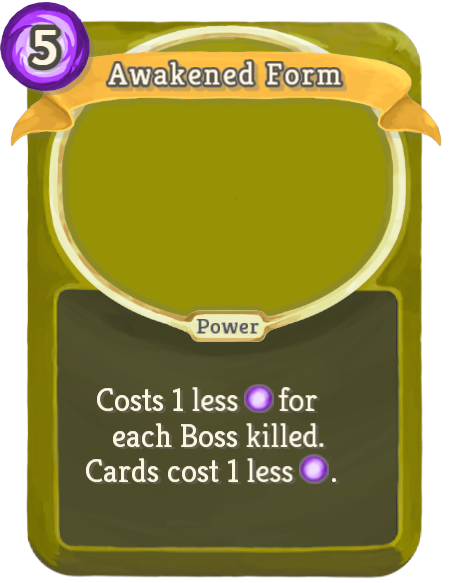 5
Awakened Form
Power
Costs 1 less for
each Boss killed.
Cards cost 1 less .